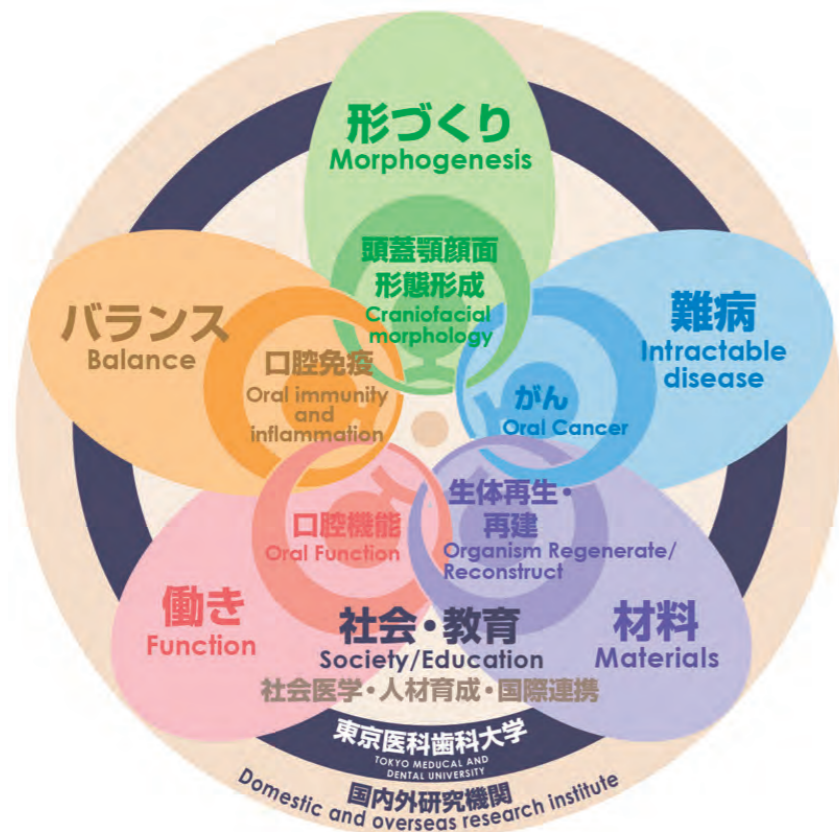 形づくり
Morphogenesis
頭蓋顎顔面
形態形成
Craniofacial
morphology
バランス
Balance
口腔免疫
Oral immunity
and
inflammation
難病
Intractable
disease
がん
Oral Cancer
口腔機能
Oral Function
働き
Function
生体再生・
再建
Organism Regenerate/
Reconstruct
材料
Materials
社会・教育
Society/Education
社会医学・人材育成・国際連携
東京医科歯科大学
TOKYO MEDUCAL AND
DENTAL UNIVERSITY
国内外研究機関
Domestic and overseas research institute